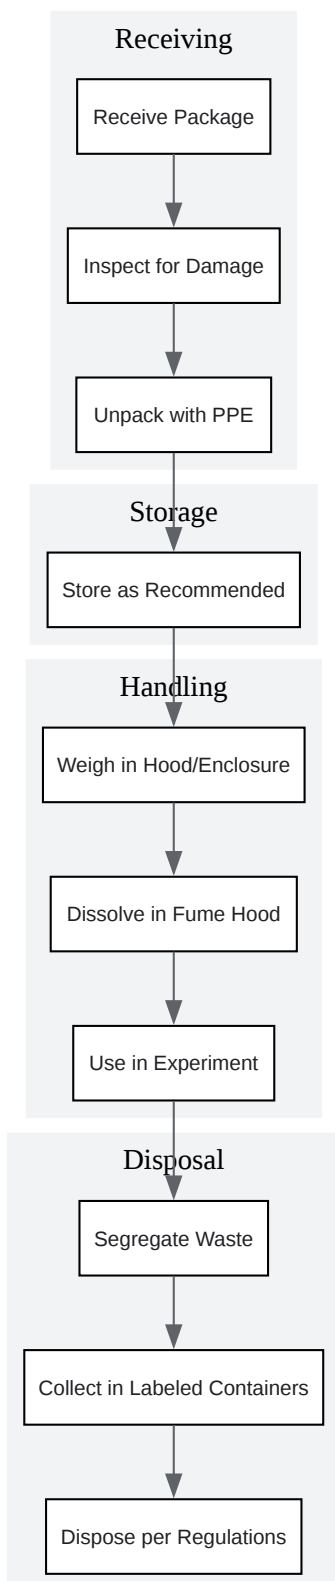 Receiving
Receive Package
Inspect for Damage
Unpack with PPE
Storage
Store as Recommended
Handling
Weigh in Hood/Enclosure
Dissolve in Fume Hood
Use in Experiment
Disposal
Segregate Waste
Collect in Labeled Containers
Dispose per Regulations